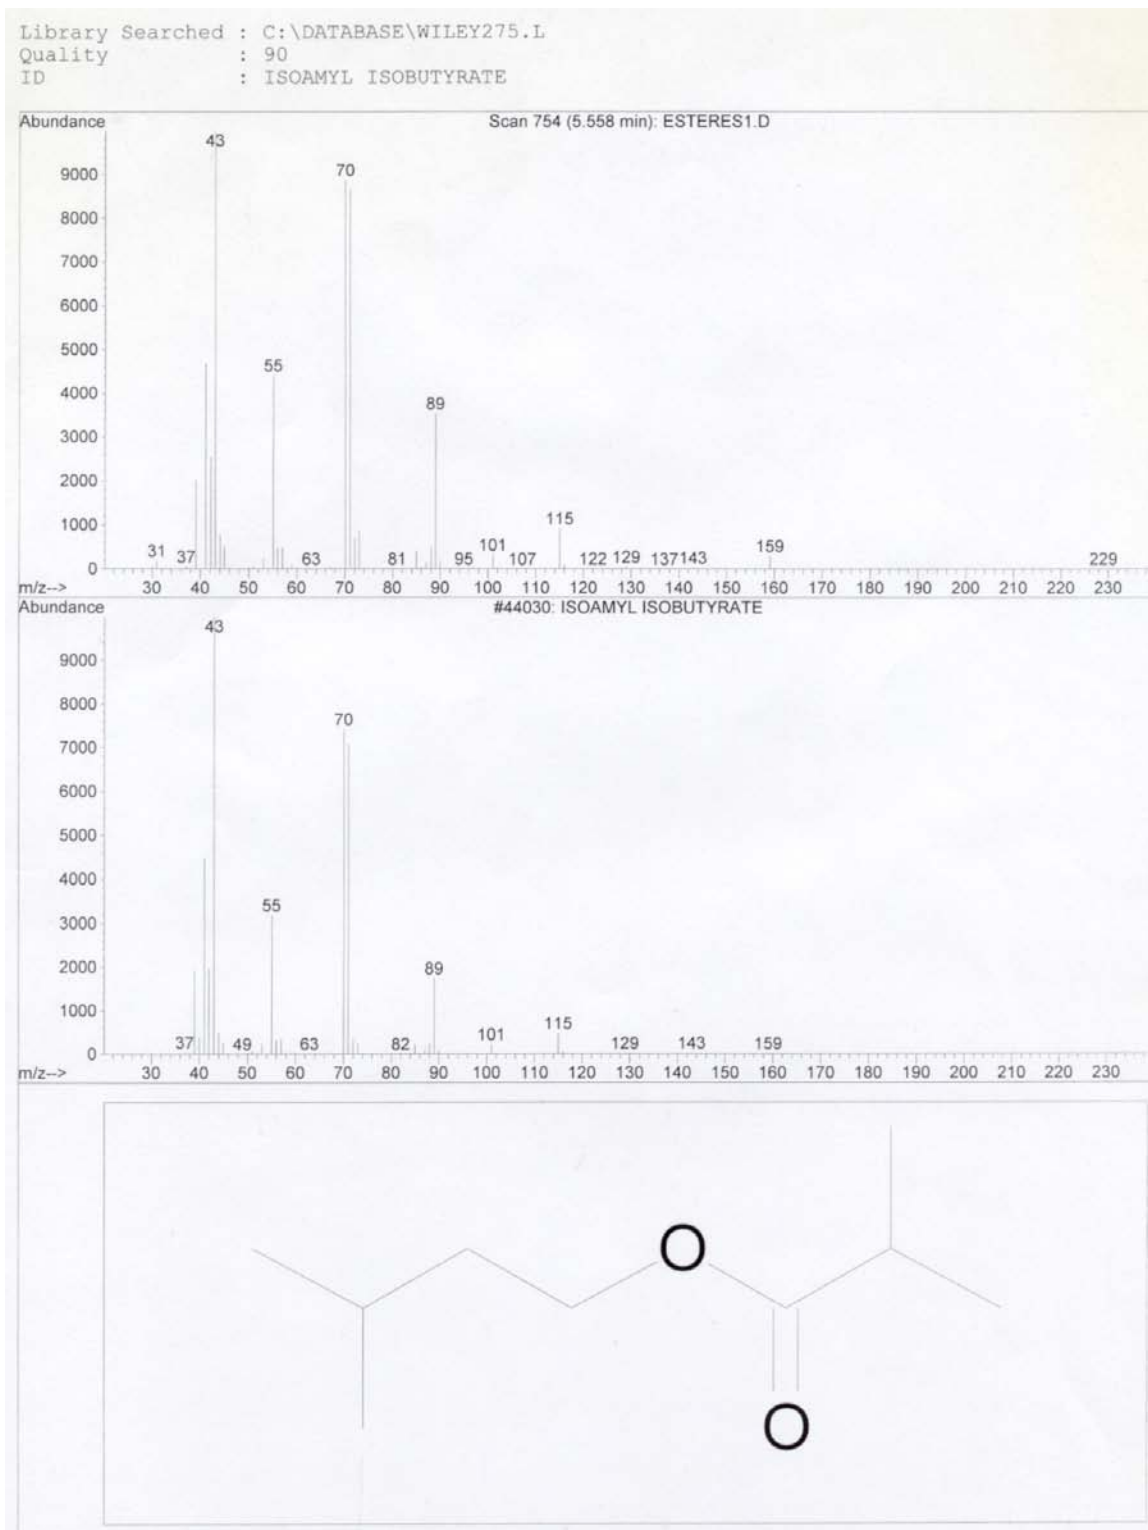 Library Searched : C:\DATABASE\WILEY275.L
Quality : 90
ID : ISOAMYL ISOBUTYRATE
Abundance
Scan 754 (5.558 min): ESTERES1.D
43
9000
70
8000
7000
6000
5000
55
4000
89
3000
2000
1000
115
31 37 63 81 95 101 107 122 129 137 143 159 229
0
m/z--> 30 40 50 60 70 80 90 100 110 120 130 140 150 160 170 180 190 200 210 220 230
Abundance
#44030: ISOAMYL ISOBUTYRATE
43
9000
8000
70
7000
6000
5000
4000
55
3000
89
2000
1000
115
37 49 63 82 101 129 143 159
0
m/z--> 30 40 50 60 70 80 90 100 110 120 130 140 150 160 170 180 190 200 210 220 230
O
O